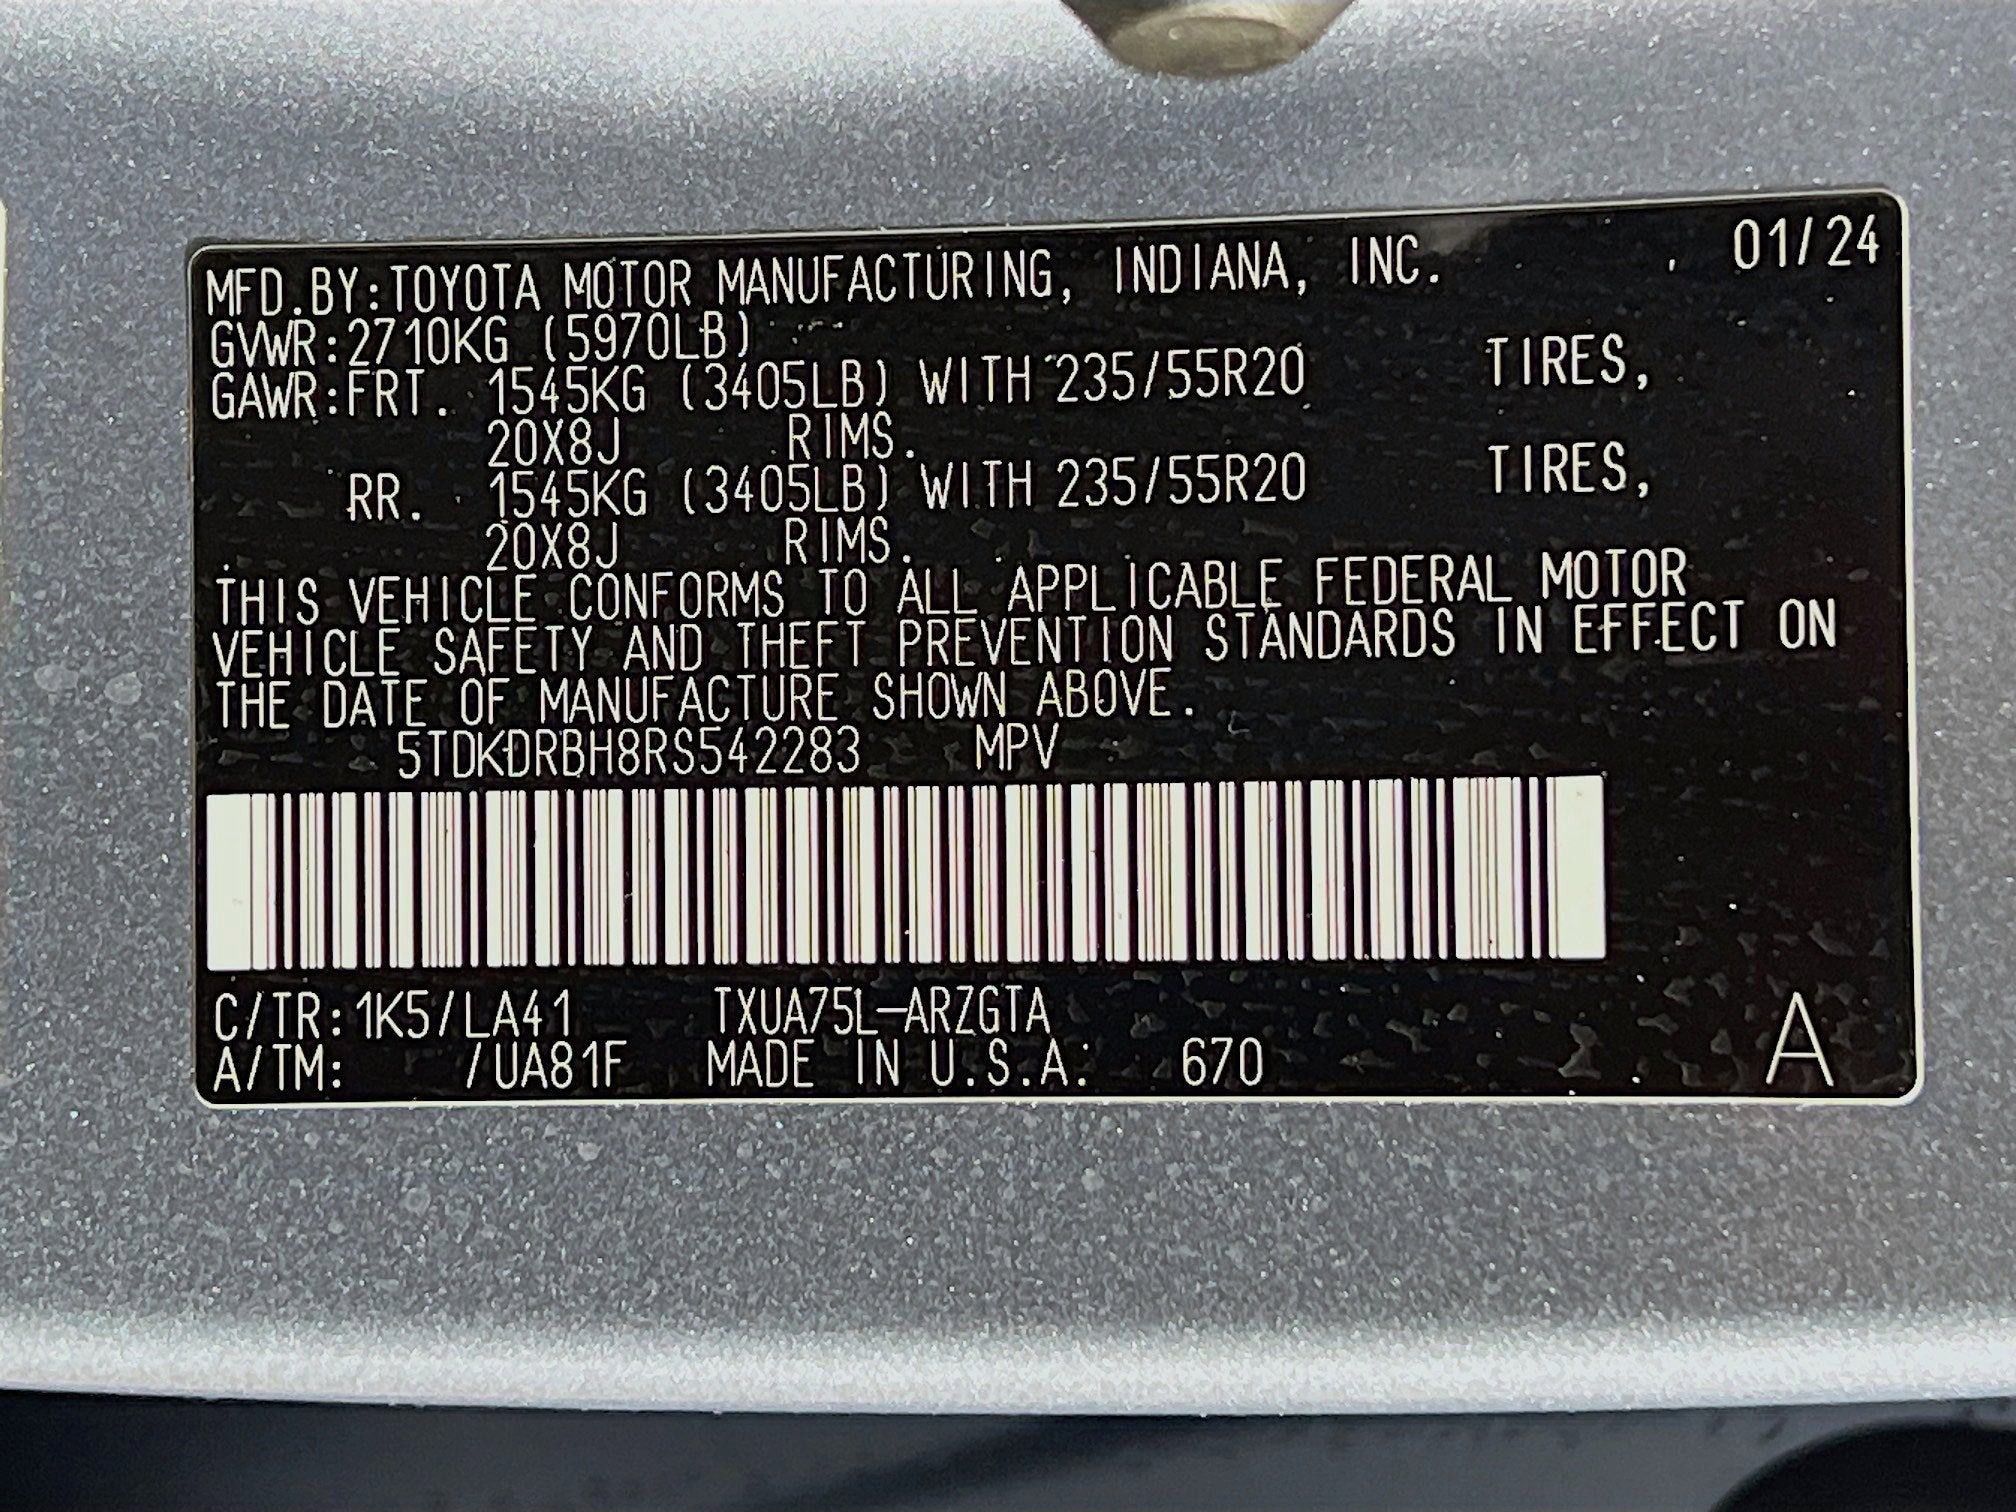 MFD.BY:TOYOTA MOTOR MANUFACTURING, INDIANA, INC. 01/24
GVWR:2710KG (5970LB)
GAWR:FRT. 1545KG (3405LB) WITH 235/55R20 TIRES,
20X8J RIMS.
RR. 1545KG (3405LB) WITH 235/55R20 TIRES,
20X8J RIMS.
THIS VEHICLE CONFORMS TO ALL APPLICABLE FEDERAL MOTOR
VEHICLE SAFETY AND THEFT PREVENTION STANDARDS IN EFFECT ON
THE DATE OF MANUFACTURE SHOWN ABOVE.
5TDKDRBH8RS542283 MPV
C/TR:1K5/LA41 TXUA75L-ARZGTA
A/TM: /UA81F MADE IN U.S.A. 670 A